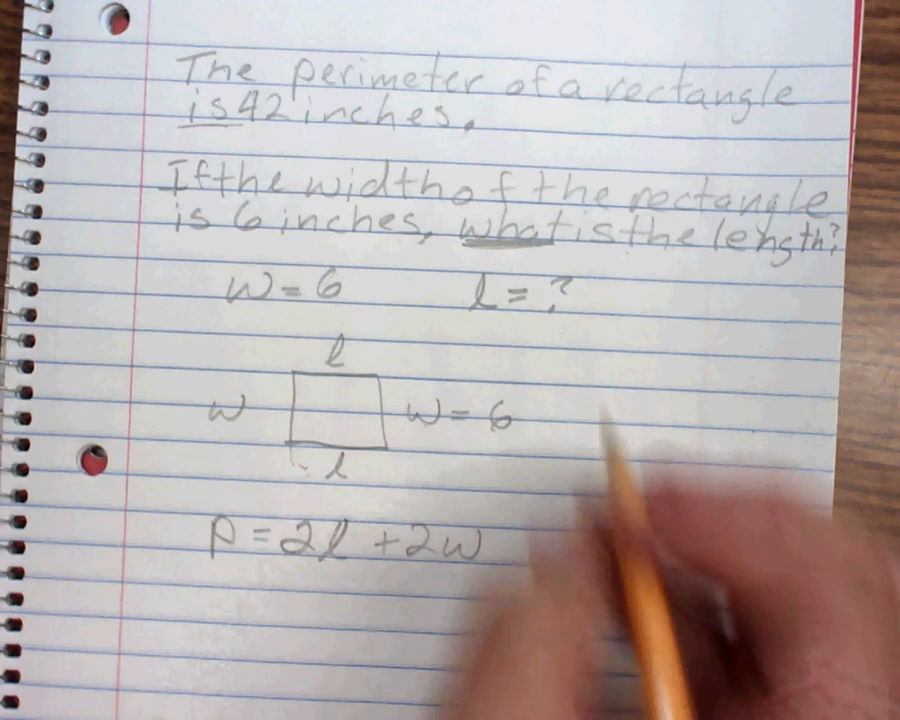 The perimeter of a rectangle
is 42 inches.
If the width of the rectangle
is 6 inches, what is the length?
w = 6 l = ?
l
w w = 6
l
P = 2l + 2w